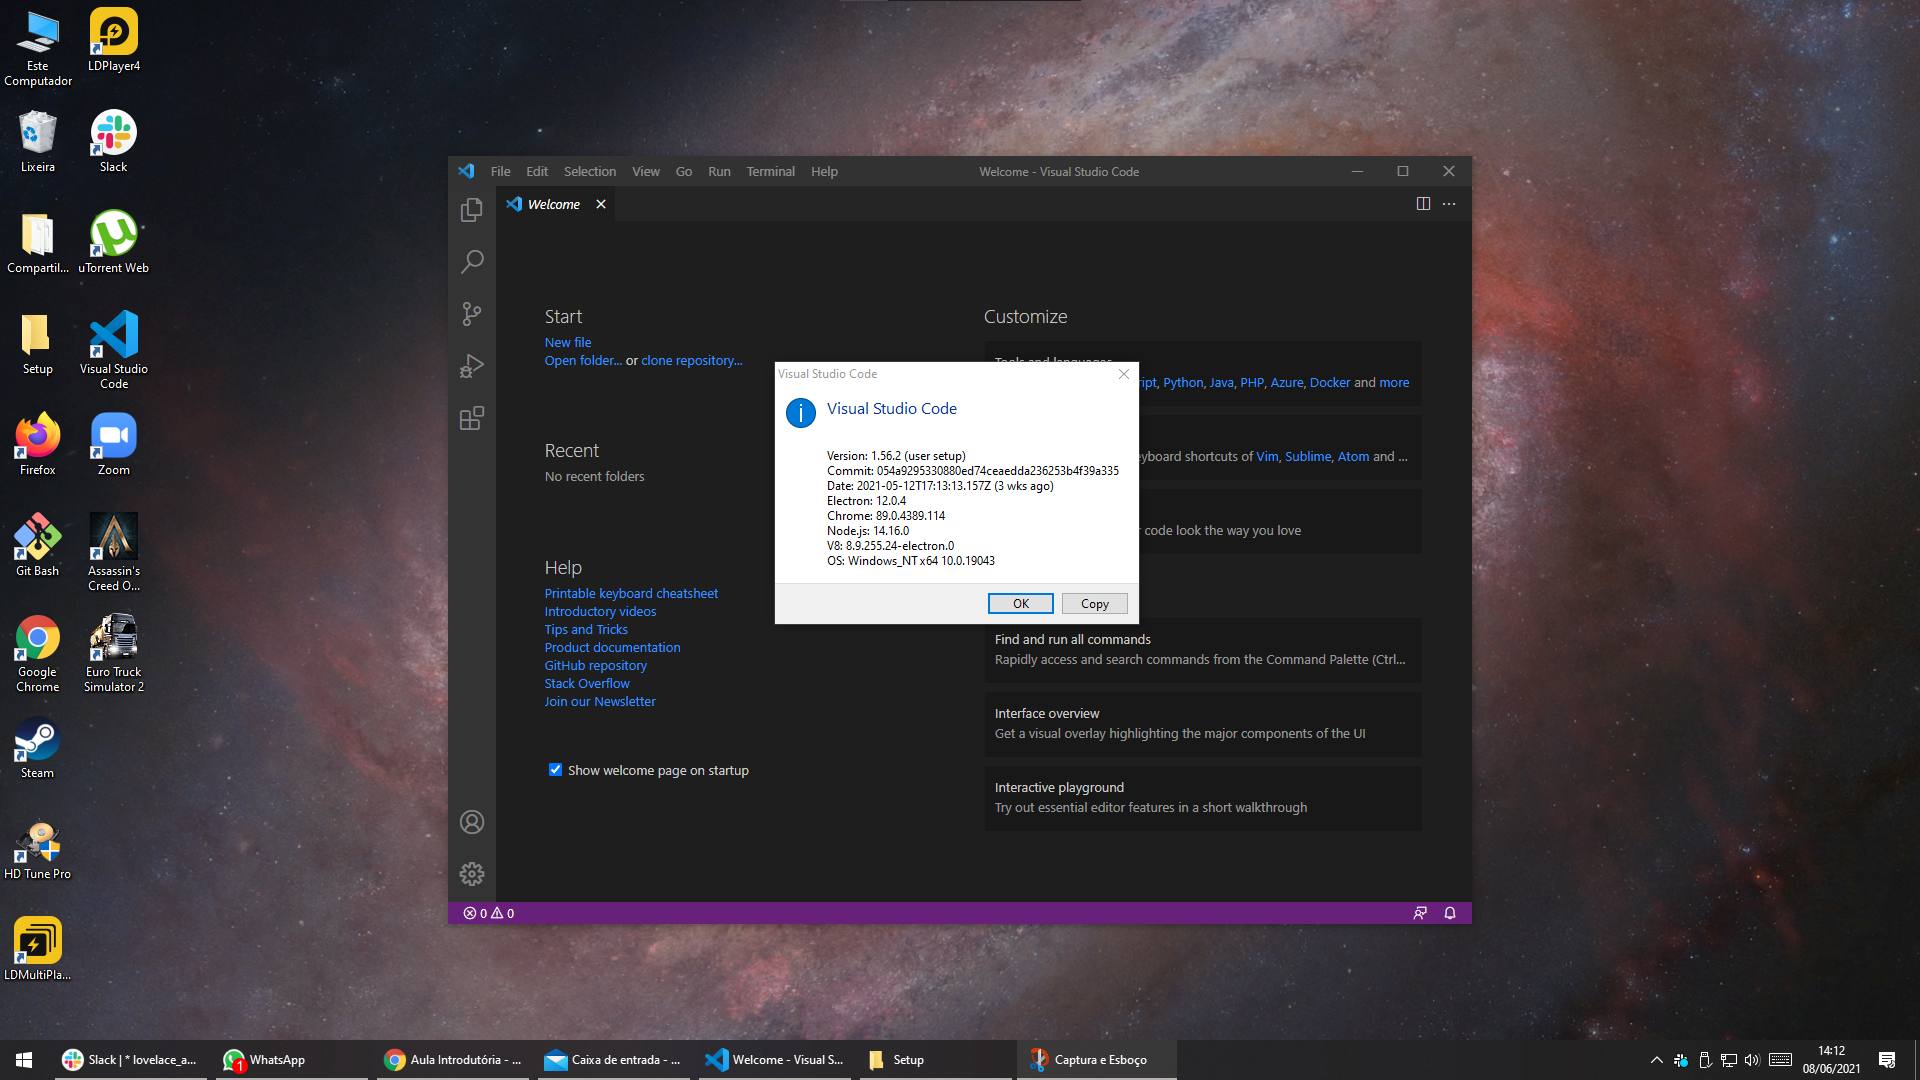 Este
Computador
LDPlayer4
Lixeira
Slack
Compartil...
uTorrent Web
Setup
Visual Studio
Code
Firefox
Zoom
Git Bash
Assassin's
Creed O...
Google
Chrome
Euro Truck
Simulator 2
Steam
HD Tune Pro
LDMultiPla...
File Edit Selection View Go Run Terminal Help
Welcome - Visual Studio Code
Welcome
Start
New file
Open folder... or clone repository...
Recent
No recent folders
Help
Printable keyboard cheatsheet
Introductory videos
Tips and Tricks
Product documentation
GitHub repository
Stack Overflow
Join our Newsletter
Show welcome page on startup
Customize
Tools and languages
ript, Python, Java, PHP, Azure, Docker and more
eyboard shortcuts of Vim, Sublime, Atom and ...
r code look the way you love
Find and run all commands
Rapidly access and search commands from the Command Palette (Ctrl...
Interface overview
Get a visual overlay highlighting the major components of the UI
Interactive playground
Try out essential editor features in a short walkthrough
Visual Studio Code
Visual Studio Code
Version: 1.56.2 (user setup)
Commit: 054a9295330880ed74ceaedda236253b4f39a335
Date: 2021-05-12T17:13:13.157Z (3 wks ago)
Electron: 12.0.4
Chrome: 89.0.4389.114
Node.js: 14.16.0
V8: 8.9.255.24-electron.0
OS: Windows_NT x64 10.0.19043
OK
Copy
0 0
Slack | * lovelace_a...
1
WhatsApp
Aula Introdutória - ...
Caixa de entrada - ...
Welcome - Visual S...
Setup
Captura e Esboço
14:12
08/06/2021